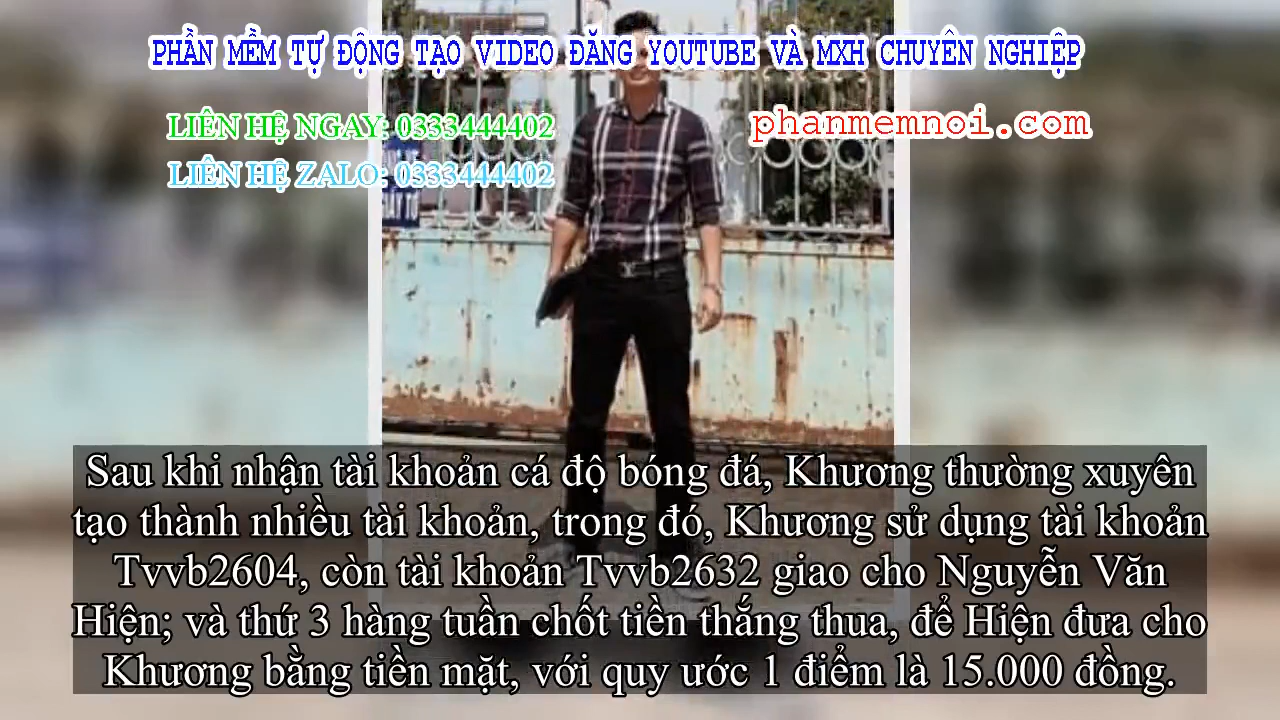 PHẦN MỀM TỰ ĐỘNG TẠO VIDEO ĐĂNG YOUTUBE VÀ MXH CHUYÊN NGHIỆP
LIÊN HỆ NGAY: 0333444402
phanmemnoi.com
LIÊN HỆ ZALO: 0333444402
Sau khi nhận tài khoản cá độ bóng đá, Khương thường xuyên
tạo thành nhiều tài khoản, trong đó, Khương sử dụng tài khoản
Tvvb2604, còn tài khoản Tvvb2632 giao cho Nguyễn Văn
Hiện; và thứ 3 hàng tuần chốt tiền thắng thua, để Hiện đưa cho
Khương bằng tiền mặt, với quy ước 1 điểm là 15.000 đồng.